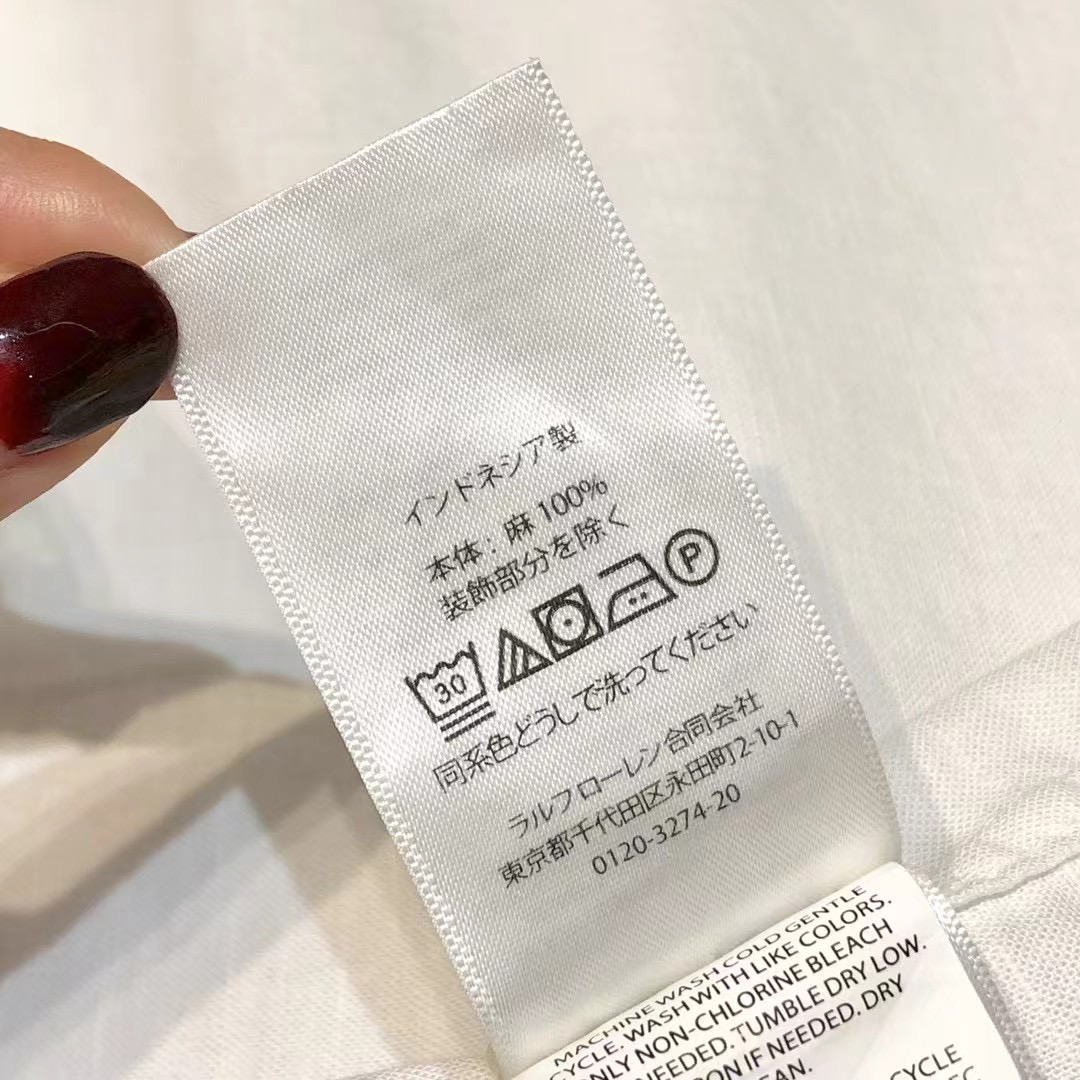 インドネシア製
本体: 麻 100%
装飾部分を除く
30
P
同系色どうしで洗ってください
ラルフローレン合同会社
東京都千代田区永田町2-10-1
0120-3274-20
MACHINE WASH COLD GENTLE
CYCLE. WASH WITH LIKE COLORS.
ONLY NON-CHLORINE BLEACH
NEEDED. TUMBLE DRY LOW.
IF NEEDED. DRY
CYCLE